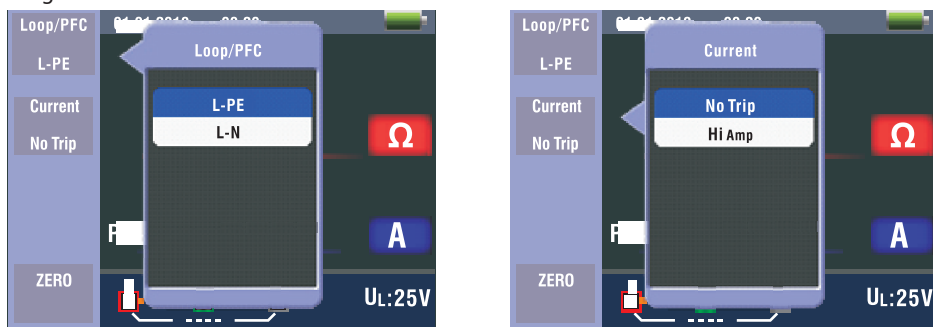 Loop/PFC
L-PE
Current
No Trip
ZERO
Loop/PFC
L-PE
L-N
Ω
A
UL:25V
Loop/PFC
L-PE
Current
No Trip
ZERO
Current
No Trip
Hi Amp
Ω
A
UL:25V